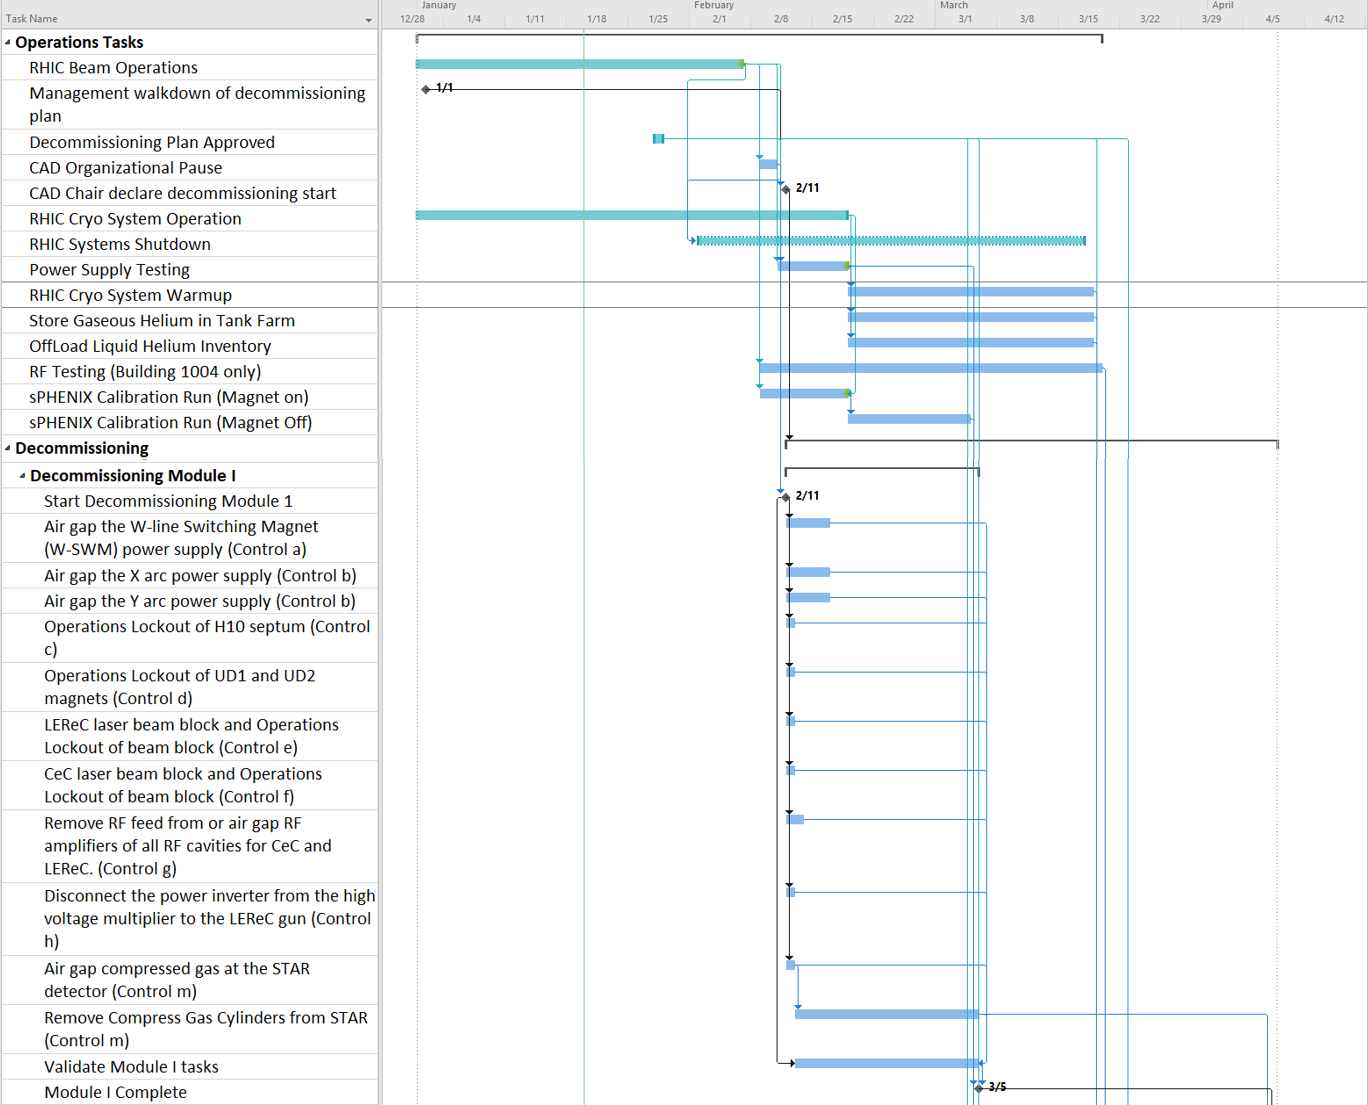 January
February
March
April
Task Name
12/28
1/4
1/11
1/18
1/25
2/1
2/8
2/15
2/22
3/1
3/8
3/15
3/22
3/29
4/5
4/12
Operations Tasks
RHIC Beam Operations
Management walkdown of decommissioning
plan
1/1
Decommissioning Plan Approved
CAD Organizational Pause
CAD Chair declare decommissioning start
2/11
RHIC Cryo System Operation
RHIC Systems Shutdown
Power Supply Testing
RHIC Cryo System Warmup
Store Gaseous Helium in Tank Farm
OffLoad Liquid Helium Inventory
RF Testing (Building 1004 only)
sPHENIX Calibration Run (Magnet on)
sPHENIX Calibration Run (Magnet Off)
Decommissioning
Decommissioning Module I
Start Decommissioning Module 1
2/11
Air gap the W-line Switching Magnet
(W-SWM) power supply (Control a)
Air gap the X arc power supply (Control b)
Air gap the Y arc power supply (Control b)
Operations Lockout of H10 septum (Control
c)
Operations Lockout of UD1 and UD2
magnets (Control d)
LEReC laser beam block and Operations
Lockout of beam block (Control e)
CeC laser beam block and Operations
Lockout of beam block (Control f)
Remove RF feed from or air gap RF
amplifiers of all RF cavities for CeC and
LEReC. (Control g)
Disconnect the power inverter from the high
voltage multiplier to the LEReC gun (Control
h)
Air gap compressed gas at the STAR
detector (Control m)
Remove Compress Gas Cylinders from STAR
(Control m)
Validate Module I tasks
Module I Complete
3/5